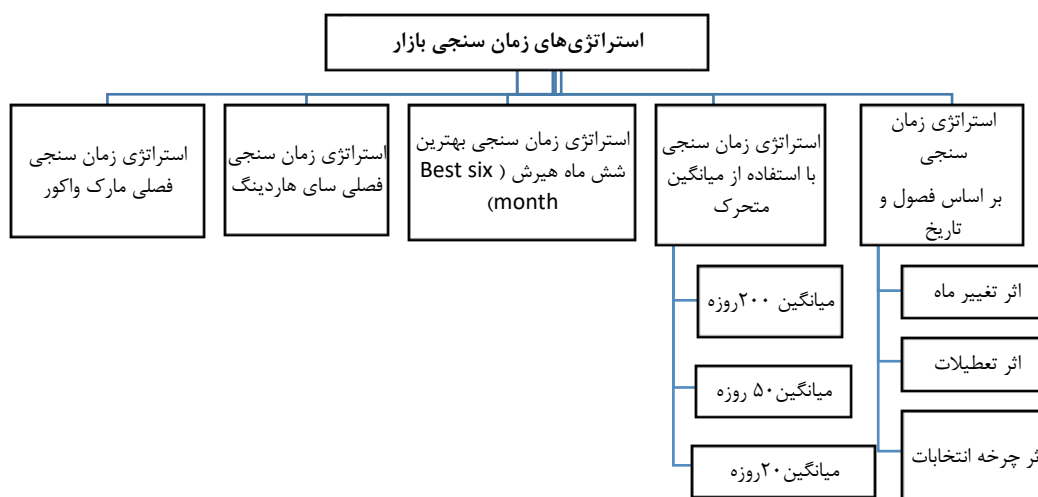 استراتژی‌های زمان سنجی بازار
استراتژی زمان
سنجی
بر اساس فصول و
تاریخ
استراتژی زمان سنجی
با استفاده از میانگین
متحرک
استراتژی زمان سنجی بهترین
شش ماه هیرش ( Best six
month)
استراتژی زمان سنجی
فصلی سای هاردینگ
استراتژی زمان سنجی
فصلی مارک واکور
اثر تغییر ماه
اثر تعطیلات
ثر چرخه انتخابات
میانگین ۲۰۰روزه
میانگین۵۰ روزه
میانگین۲۰روزه